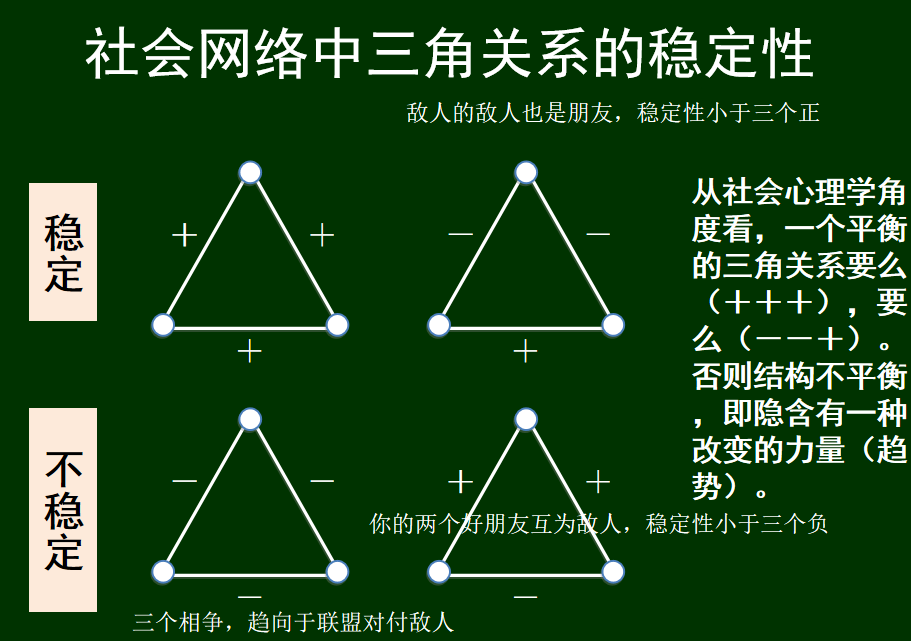 社会网络中三角关系的稳定性
敌人的敌人也是朋友，稳定性小于三个正
稳
定
＋ ＋
＋
－ －
＋
从社会心理学角
度看，一个平衡
的三角关系要么
（＋＋＋），要
么（－－＋）。
否则结构不平衡
，即隐含有一种
改变的力量（趋
势）。
不
稳
定
－ －
－
＋ ＋
－
你的两个好朋友互为敌人，稳定性小于三个负
三个相争，趋向于联盟对付敌人